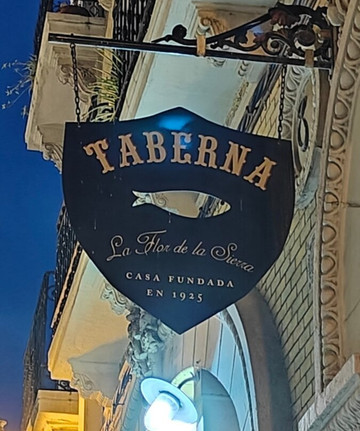 TABERNA
La Flor de la Sierra
CASA FUNDADA
EN 1925